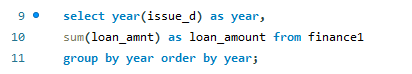 9 select year(issue_d) as year,
10 sum(loan_amnt) as loan_amount from finance1
11 group by year order by year;